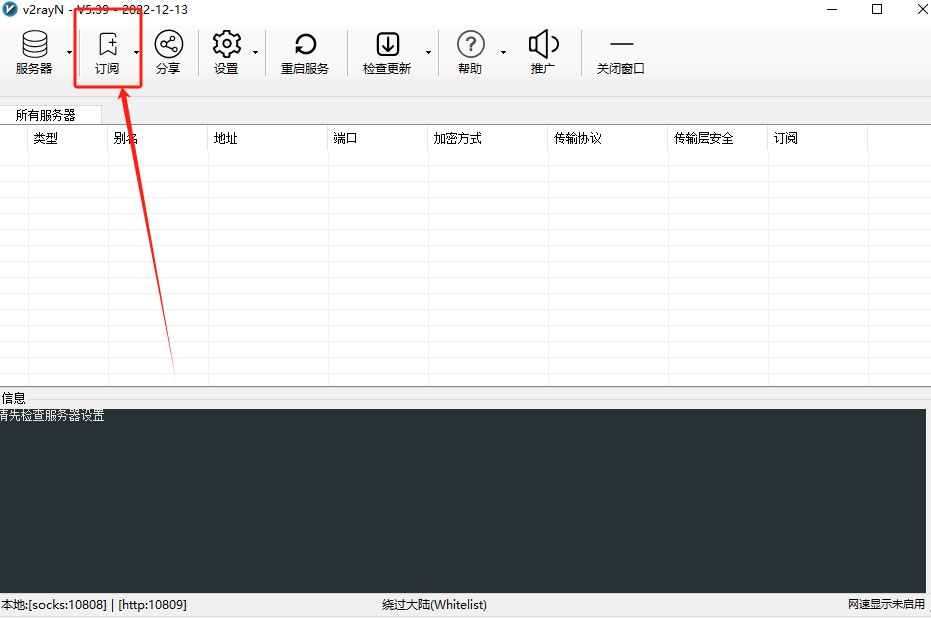 v2rayN - V5.39 - 2022-12-13
服务器 订阅 分享 设置 重启服务 检查更新 帮助 推广 关闭窗口
所有服务器
类型 别名 地址 端口 加密方式 传输协议 传输层安全 订阅
信息
请先检查服务器设置
本地:[socks:10808] | [http:10809] 绕过大陆(Whitelist) 网速显示未启用